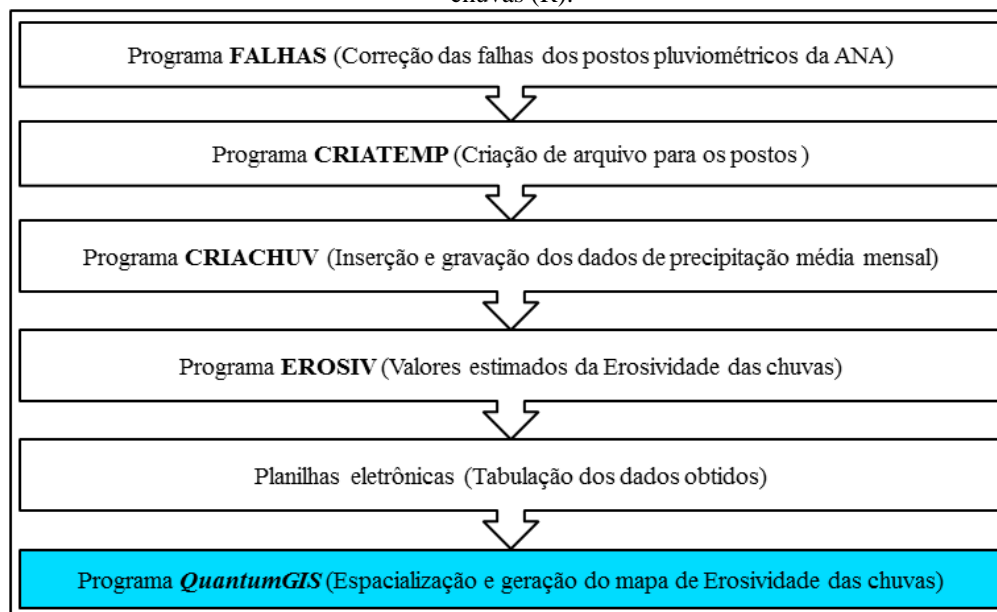 chuvas (R).
Programa FALHAS (Correção das falhas dos postos pluviométricos da ANA)
Programa CRIATEMP (Criação de arquivo para os postos )
Programa CRIACHUV (Inserção e gravação dos dados de precipitação média mensal)
Programa EROSIV (Valores estimados da Erosividade das chuvas)
Planilhas eletrônicas (Tabulação dos dados obtidos)
Programa QuantumGIS (Espacialização e geração do mapa de Erosividade das chuvas)